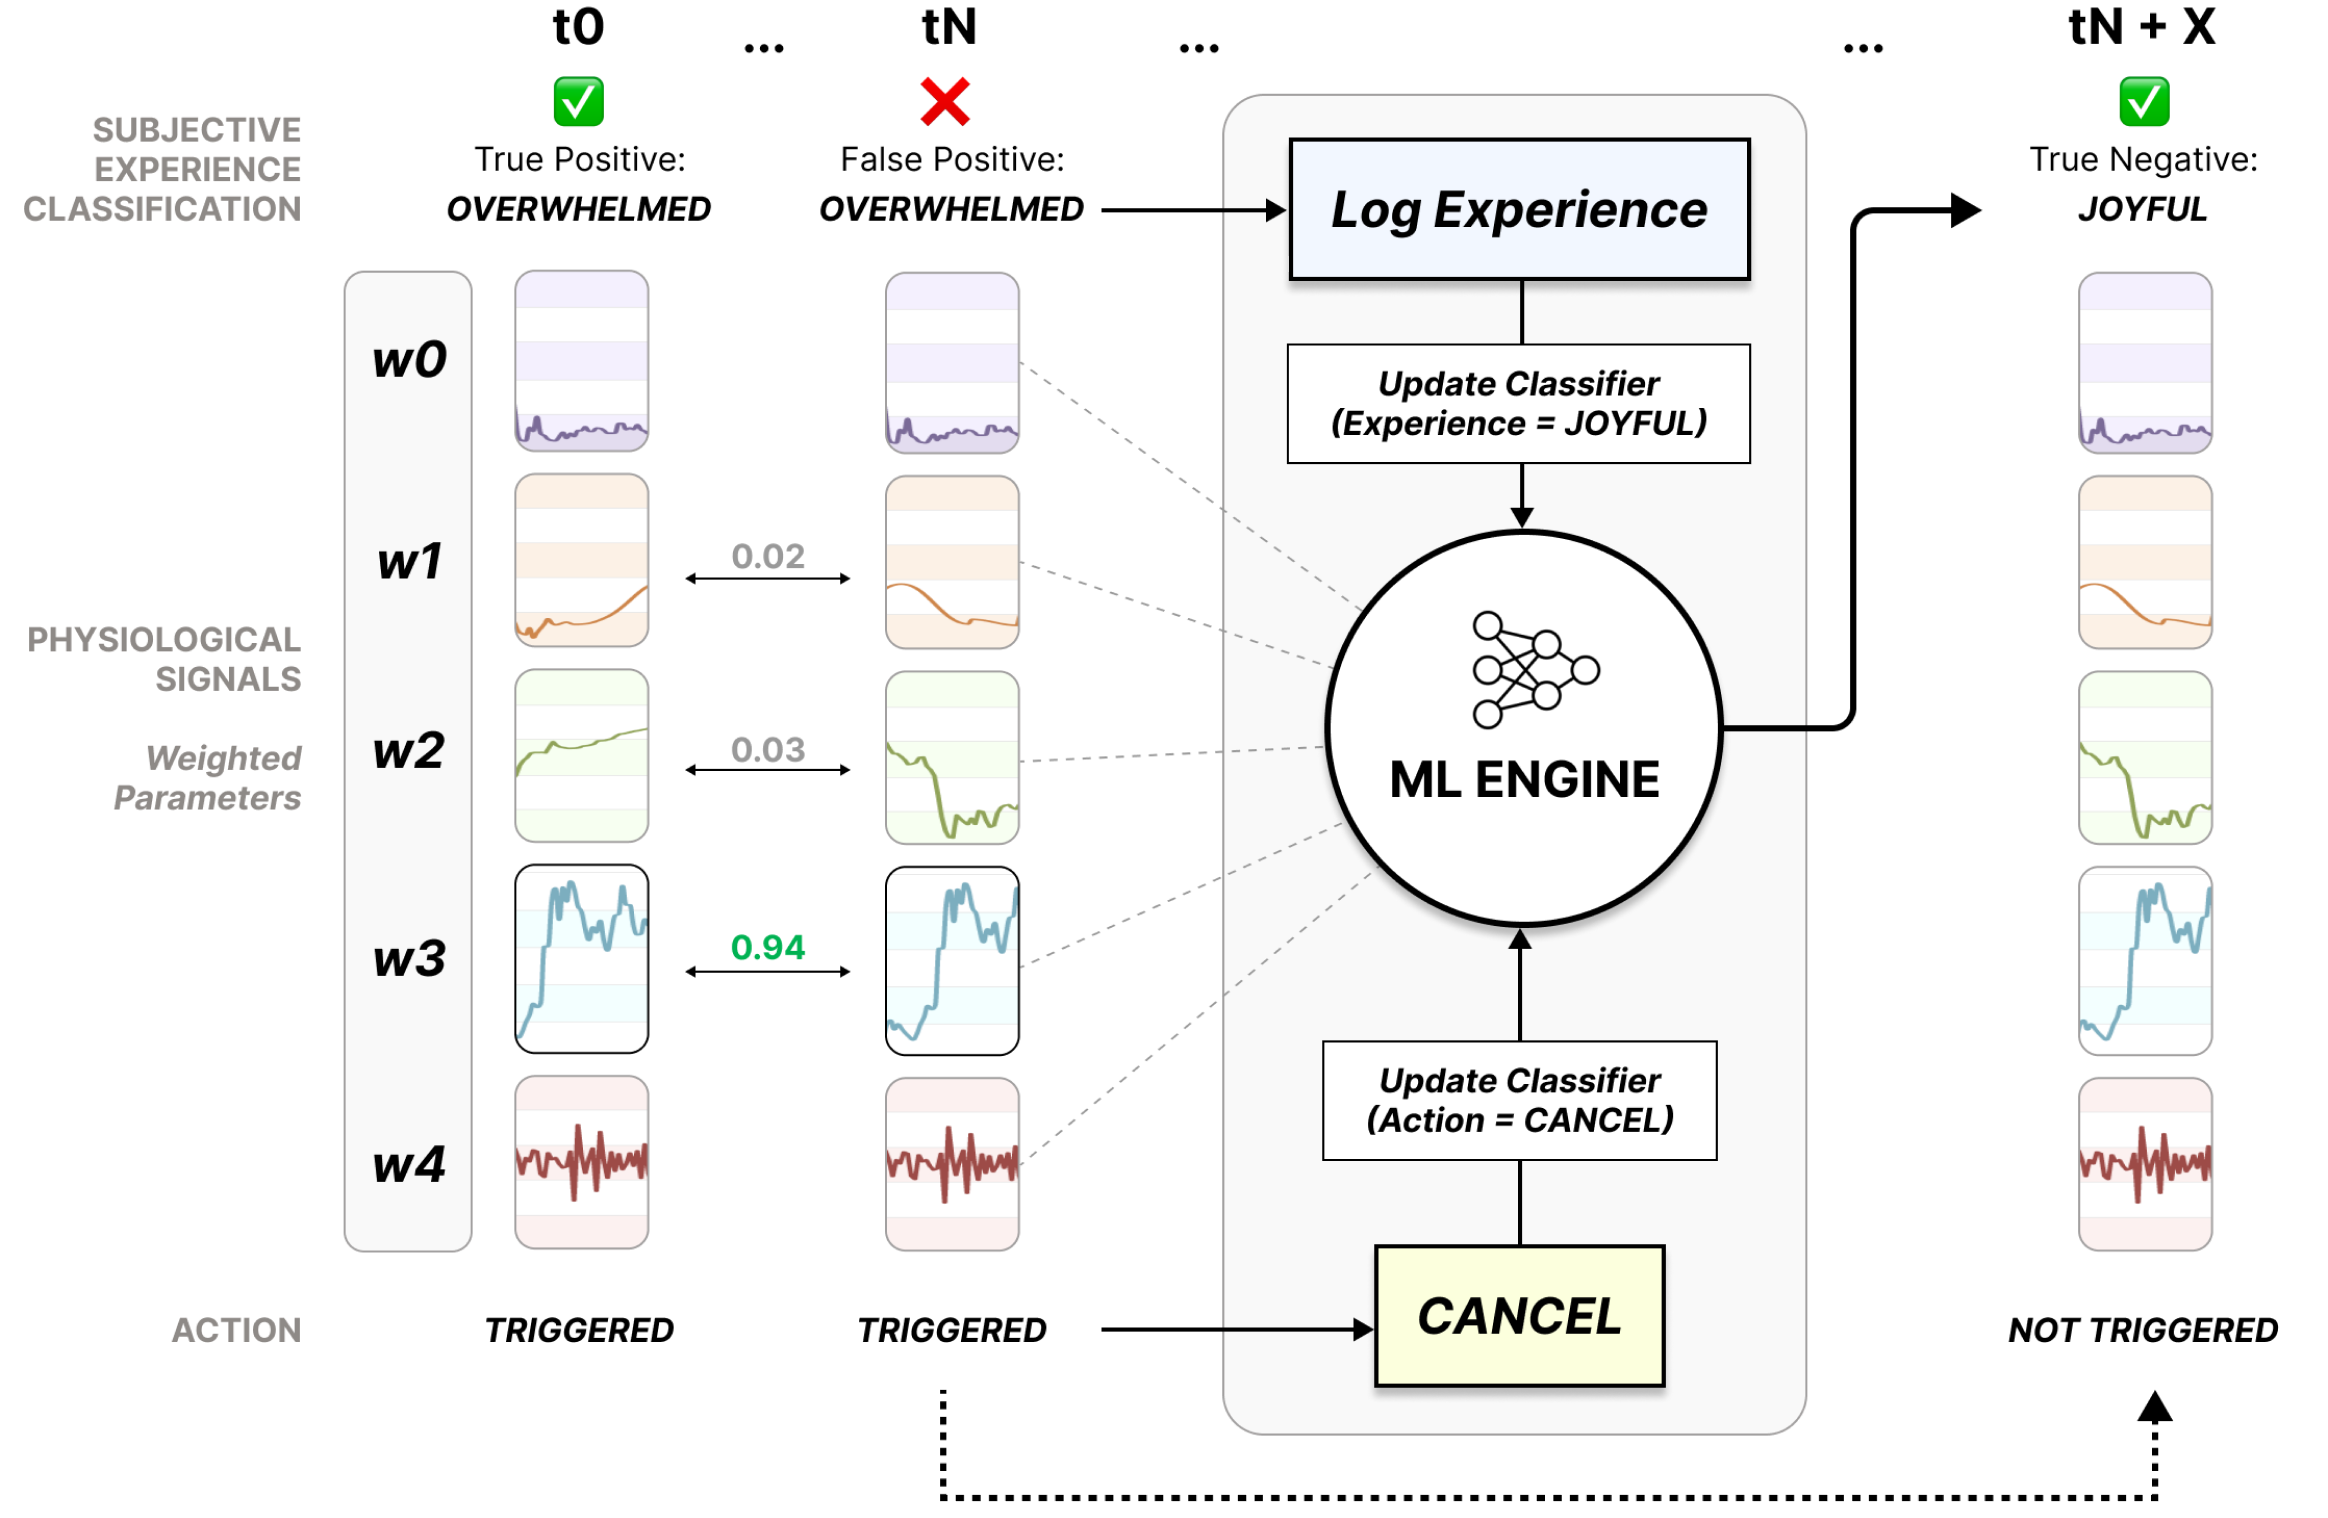 t0
...
tN
...
...
tN + X
SUBJECTIVE
EXPERIENCE
CLASSIFICATION
True Positive:
OVERWHELMED
False Positive:
OVERWHELMED
Log Experience
True Negative:
JOYFUL
Update Classifier
(Experience = JOYFUL)
PHYSIOLOGICAL
SIGNALS
Weighted
Parameters
w0
w1
0.02
w2
0.03
w3
0.94
w4
ML ENGINE
Update Classifier
(Action = CANCEL)
CANCEL
ACTION
TRIGGERED
TRIGGERED
NOT TRIGGERED